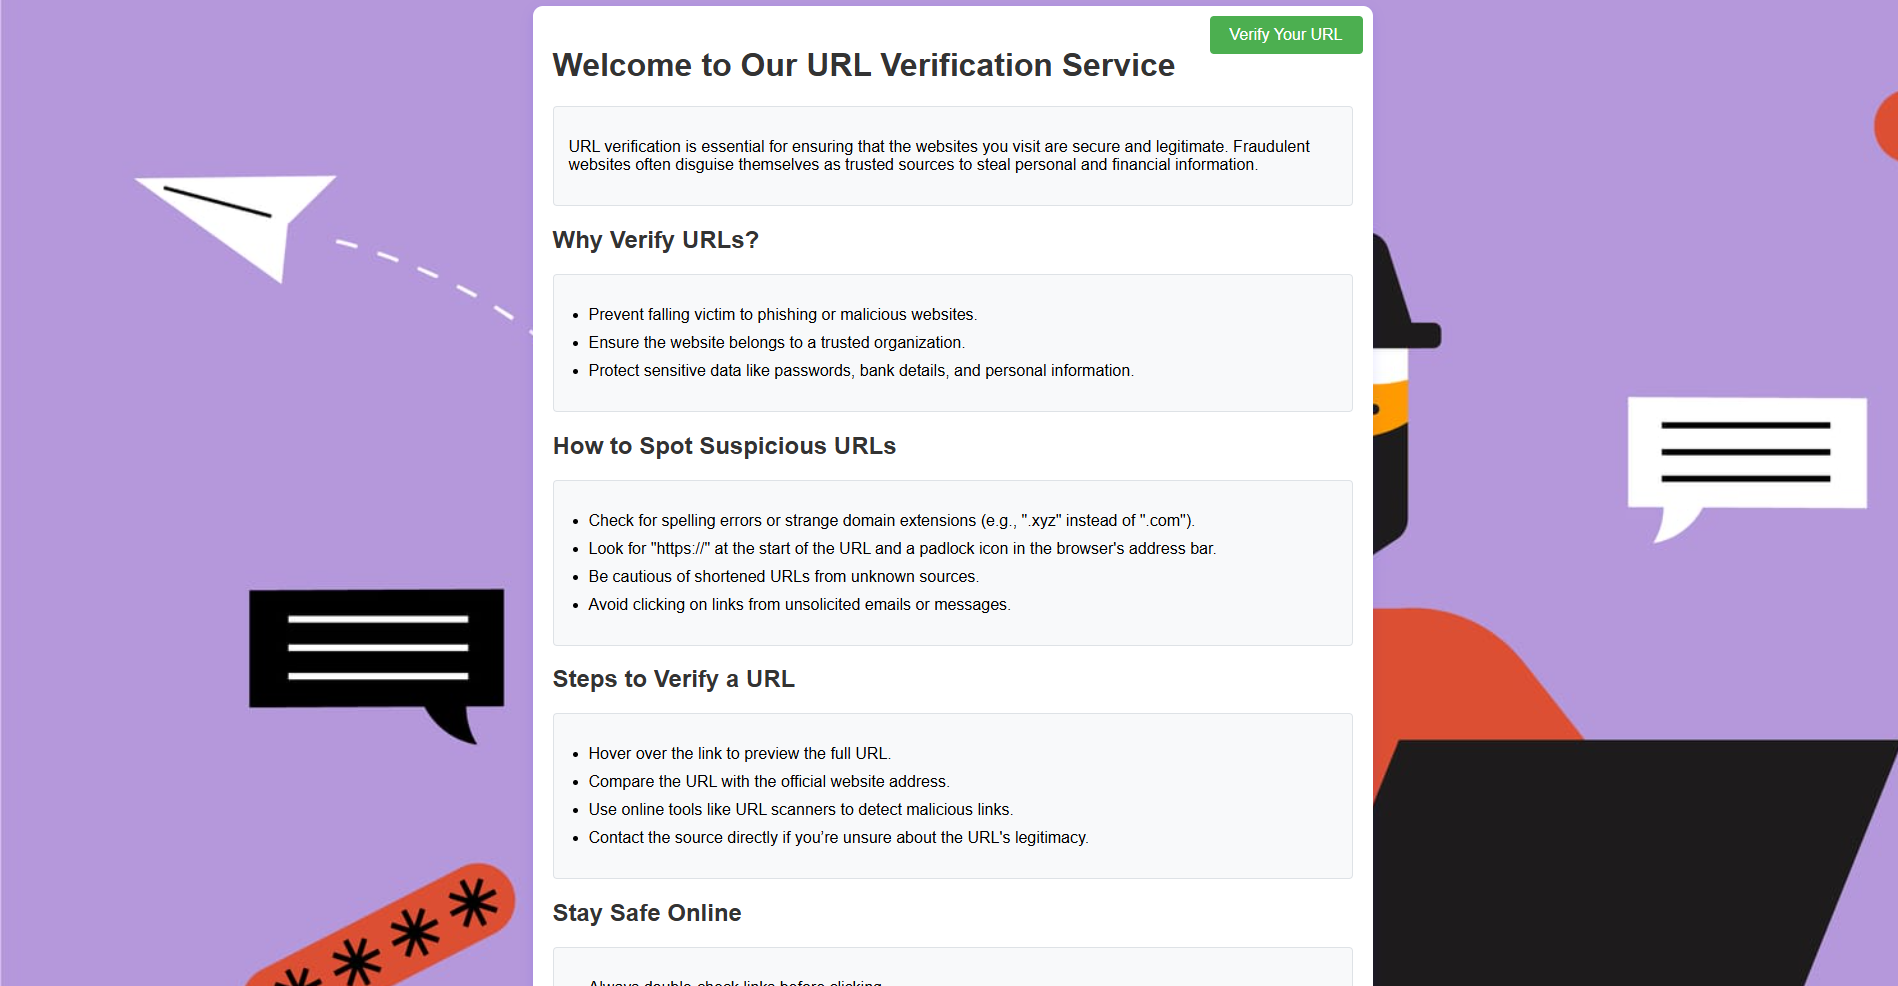 Verify Your URL
Welcome to Our URL Verification Service
URL verification is essential for ensuring that the websites you visit are secure and legitimate. Fraudulent
websites often disguise themselves as trusted sources to steal personal and financial information.
Why Verify URLs?
• Prevent falling victim to phishing or malicious websites.
• Ensure the website belongs to a trusted organization.
• Protect sensitive data like passwords, bank details, and personal information.
How to Spot Suspicious URLs
• Check for spelling errors or strange domain extensions (e.g., ".xyz" instead of ".com").
• Look for "https://" at the start of the URL and a padlock icon in the browser's address bar.
• Be cautious of shortened URLs from unknown sources.
• Avoid clicking on links from unsolicited emails or messages.
Steps to Verify a URL
• Hover over the link to preview the full URL.
• Compare the URL with the official website address.
• Use online tools like URL scanners to detect malicious links.
• Contact the source directly if you’re unsure about the URL's legitimacy.
Stay Safe Online
Always double-check links before clicking.